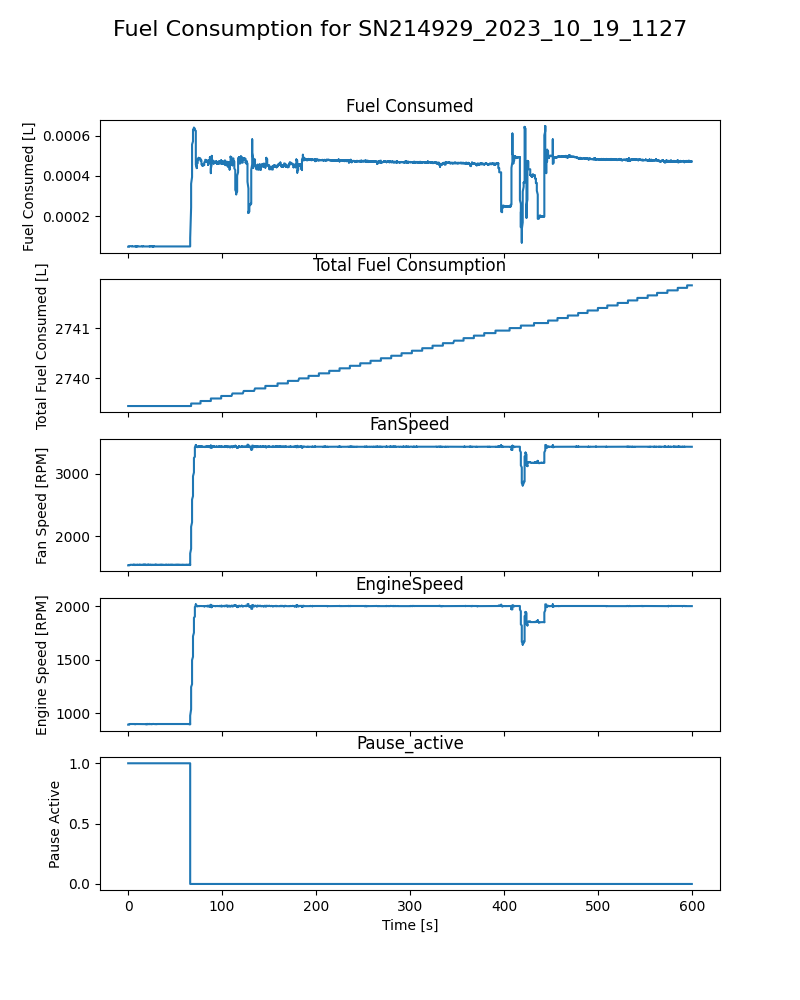 Fuel Consumption for SN214929_2023_10_19_1127
Fuel Consumed
Fuel Consumed [L]
0.0006
0.0004
0.0002
Total Fuel Consumption
Total Fuel Consumed [L]
2741
2740
FanSpeed
Fan Speed [RPM]
3000
2000
EngineSpeed
Engine Speed [RPM]
2000
1500
1000
Pause_active
Pause Active
1.0
0.5
0.0
0 100 200 300 400 500 600
Time [s]